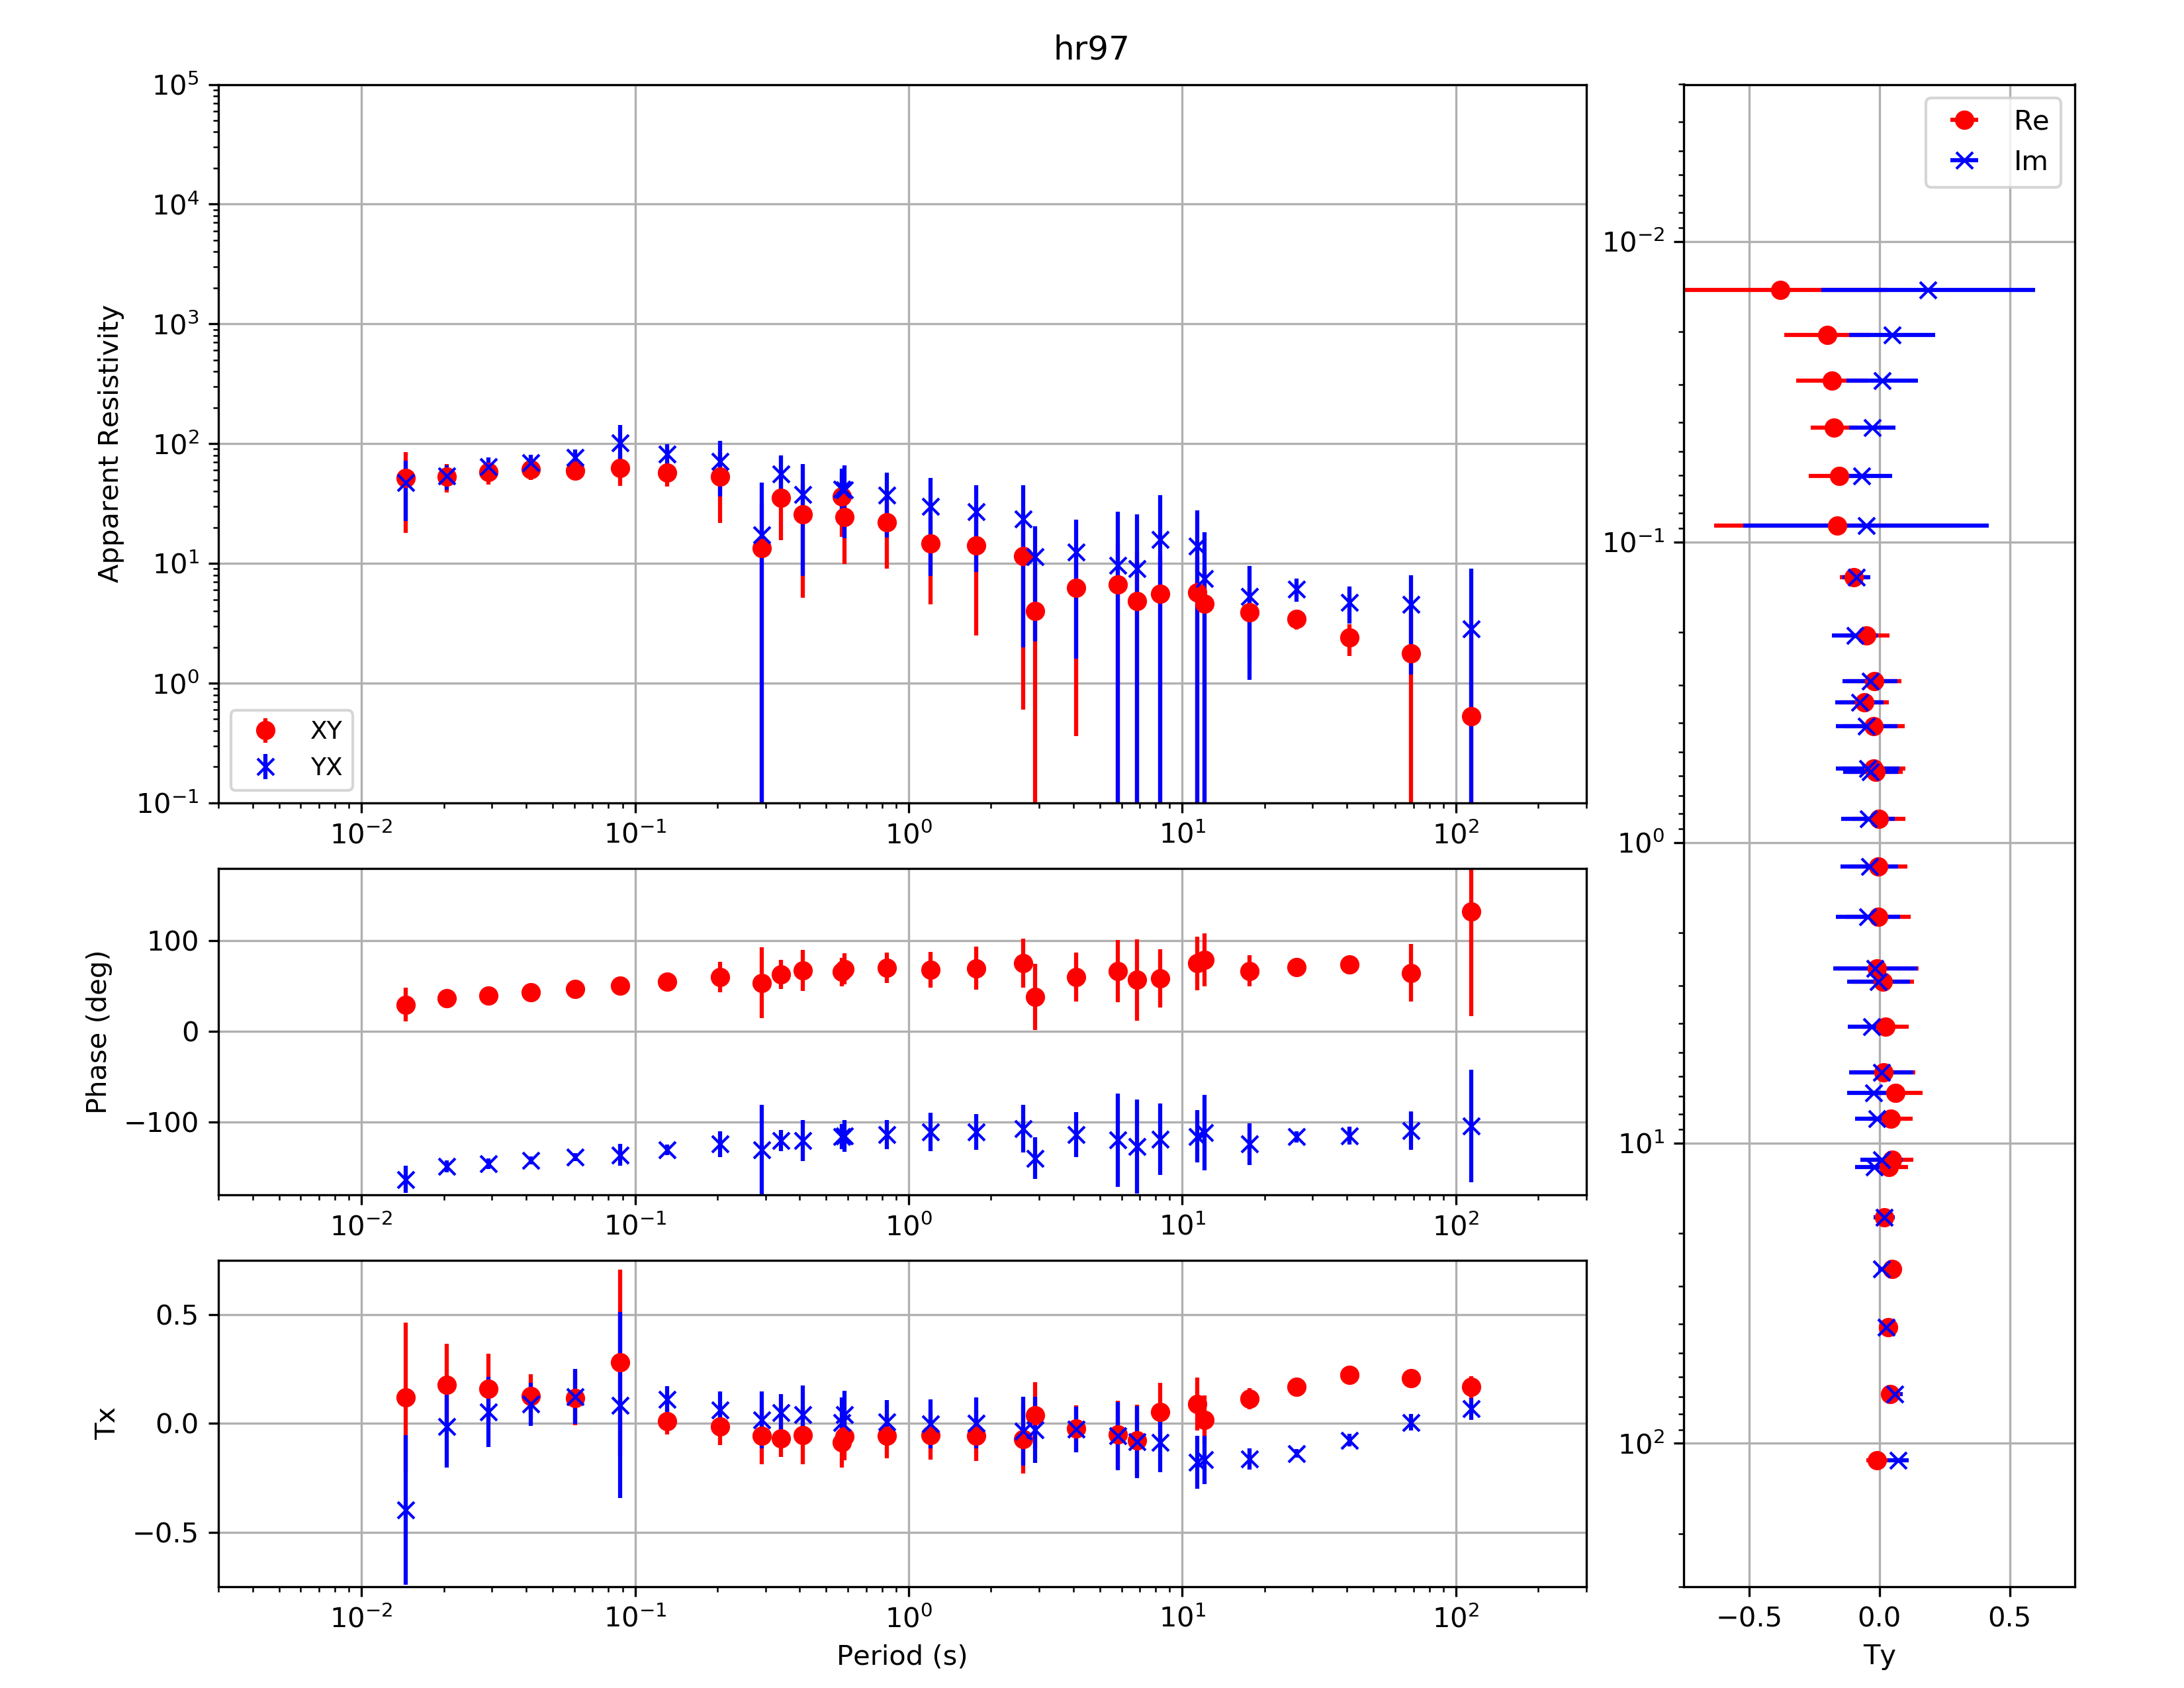 hr97
Apparent Resistivity
10⁵
10⁴
10³
10²
10¹
10⁰
10⁻¹
XY
YX
10⁻² 10⁻¹ 10⁰ 10¹ 10²
Phase (deg)
100
0
−100
10⁻² 10⁻¹ 10⁰ 10¹ 10²
Tx
0.5
0.0
−0.5
10⁻² 10⁻¹ 10⁰ 10¹ 10²
Period (s)
Re
Im
10⁻²
10⁻¹
10⁰
10¹
10²
−0.5 0.0 0.5
Ty